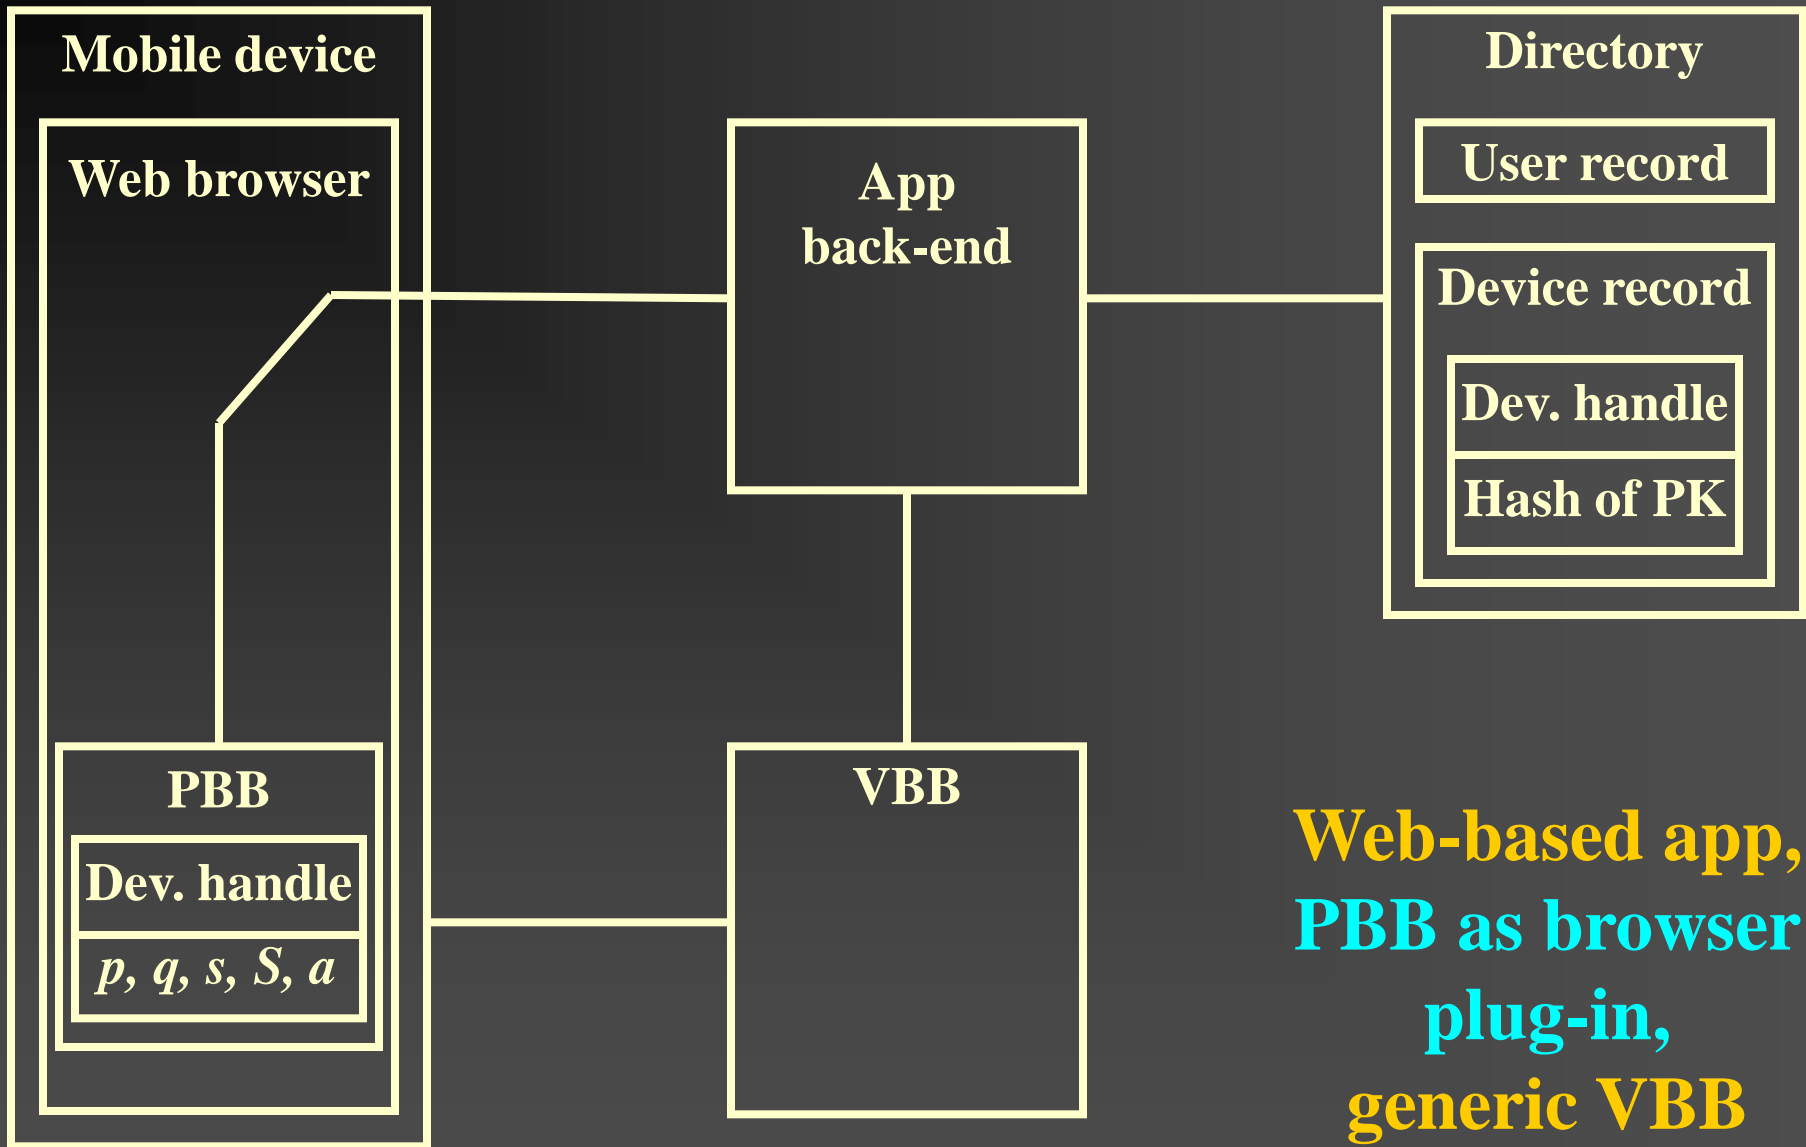 Mobile device
Web browser
PBB
Dev. handle
p, q, s, S, a
App
back-end
VBB
Directory
User record
Device record
Dev. handle
Hash of PK
Web-based app,
PBB as browser
plug-in,
generic VBB